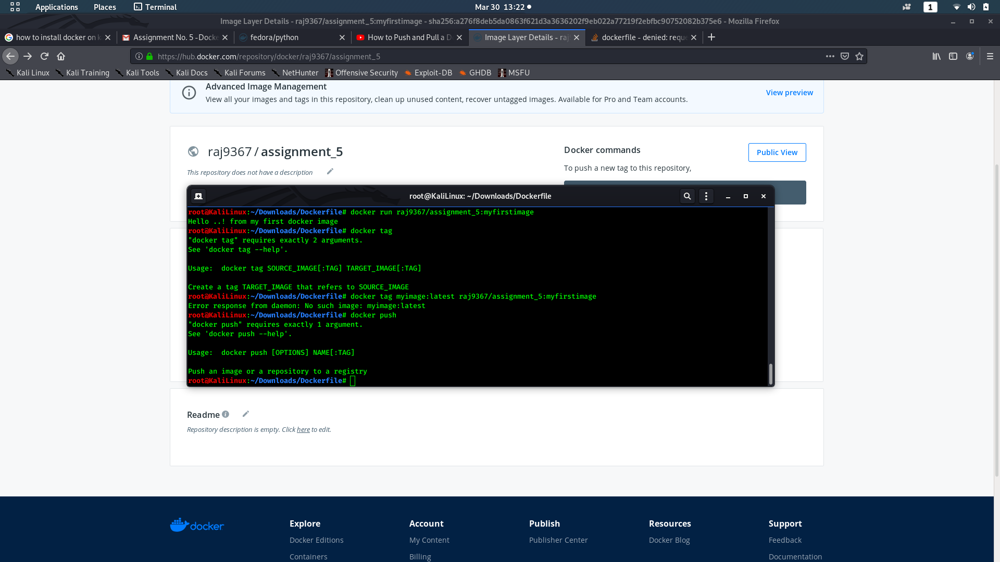 Applications Places Terminal Mar 30 13:22 1
Image Layer Details - raj9367/assignment_5:myfirstimage - sha256:a276f8deb5da0863f621d3a3636202f9eb022a77219f2ebfbc90752082b375e6 - Mozilla Firefox
how to install docker on k Assignment No. 5 -Docke fedora/python How to Push and Pull a D Image Layer Details - raj dockerfile - denied: reque
https://hub.docker.com/repository/docker/raj9367/assignment_5
Kali Linux Kali Training Kali Tools Kali Docs Kali Forums NetHunter Offensive Security Exploit-DB GHDB MSFU
Advanced Image Management
View all your images and tags in this repository, clean up unused content, recover untagged images. Available for Pro and Team accounts.
View preview
raj9367 / assignment_5
This repository does not have a description
Docker commands
Public View
To push a new tag to this repository,
root@KaliLinux: ~/Downloads/Dockerfile
root@KaliLinux:~/Downloads/Dockerfile# docker run raj9367/assignment_5:myfirstimage
Hello ..! from my first docker image
root@KaliLinux:~/Downloads/Dockerfile# docker tag
"docker tag" requires exactly 2 arguments.
See 'docker tag --help'.
Usage:  docker tag SOURCE_IMAGE[:TAG] TARGET_IMAGE[:TAG]
Create a tag TARGET_IMAGE that refers to SOURCE_IMAGE
root@KaliLinux:~/Downloads/Dockerfile# docker tag myimage:latest raj9367/assignment_5:myfirstimage
Error response from daemon: No such image: myimage:latest
root@KaliLinux:~/Downloads/Dockerfile# docker push
"docker push" requires exactly 1 argument.
See 'docker push --help'.
Usage:  docker push [OPTIONS] NAME[:TAG]
Push an image or a repository to a registry
root@KaliLinux:~/Downloads/Dockerfile#
Readme
Repository description is empty. Click here to edit.
docker
Explore Account Publish Resources Support
Docker Editions My Content Publisher Center Docker Blog Feedback
Containers Billing Documentation